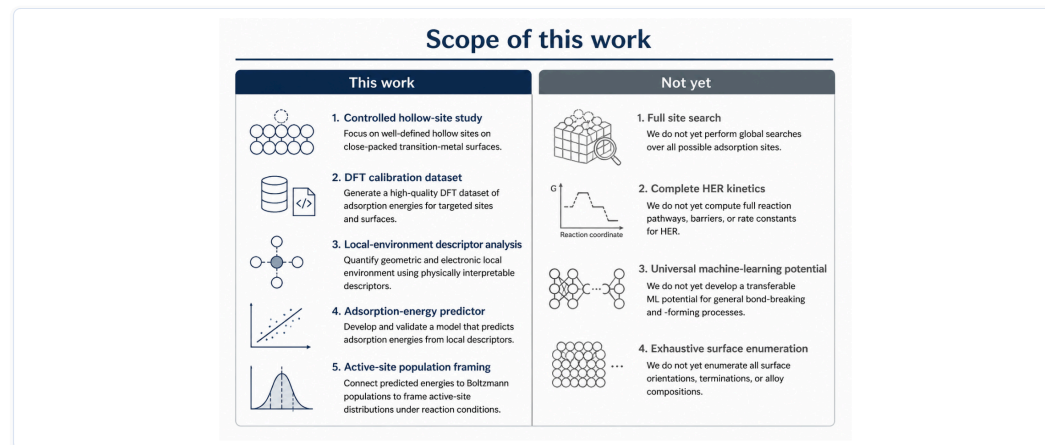 Scope of this work
This work
1. Controlled hollow-site study
Focus on well-defined hollow sites on
close-packed transition-metal surfaces.
2. DFT calibration dataset
Generate a high-quality DFT dataset of
adsorption energies for targeted sites
and surfaces.
</>
3. Local-environment descriptor analysis
Quantify geometric and electronic local
environment using physically interpretable
descriptors.
4. Adsorption-energy predictor
Develop and validate a model that predicts
adsorption energies from local descriptors.
5. Active-site population framing
Connect predicted energies to Boltzmann
populations to frame active-site
distributions under reaction conditions.
Not yet
1. Full site search
We do not yet perform global searches
over all possible adsorption sites.
G
Reaction coordinate
2. Complete HER kinetics
We do not yet compute full reaction
pathways, barriers, or rate constants
for HER.
3. Universal machine-learning potential
We do not yet develop a transferable
ML potential for general bond-breaking
and -forming processes.
4. Exhaustive surface enumeration
We do not yet enumerate all surface
orientations, terminations, or alloy
compositions.